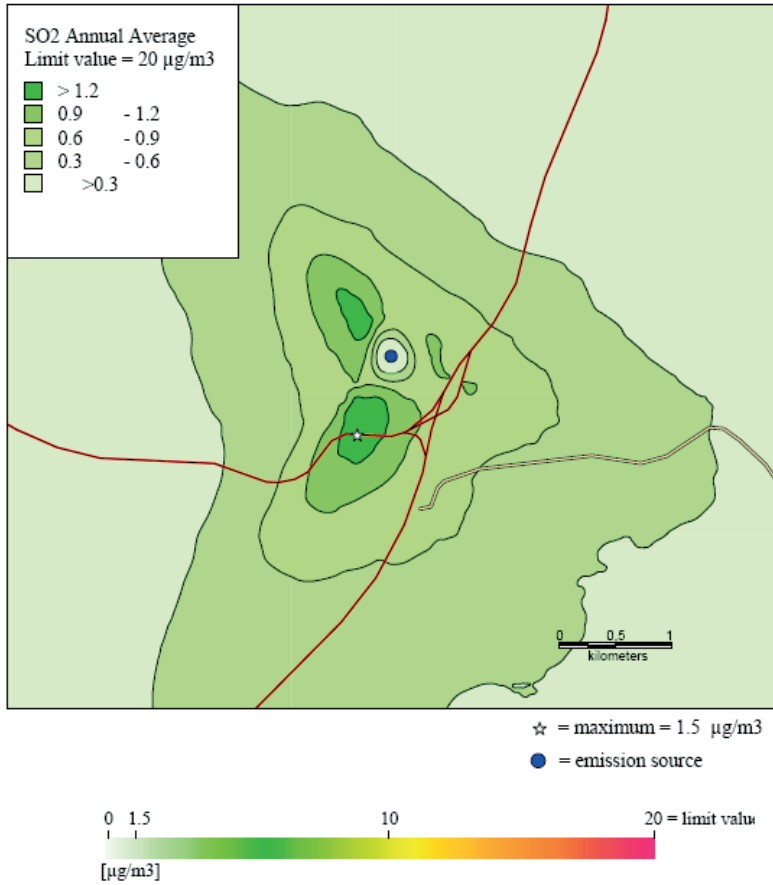 SO2 Annual Average
Limit value = 20 µg/m3
> 1.2
0.9 - 1.2
0.6 - 0.9
0.3 - 0.6
>0.3
0 0,5 1
kilometers
☆ = maximum = 1.5 µg/m3
= emission source
0 1.5 10 20 = limit value
[µg/m3]